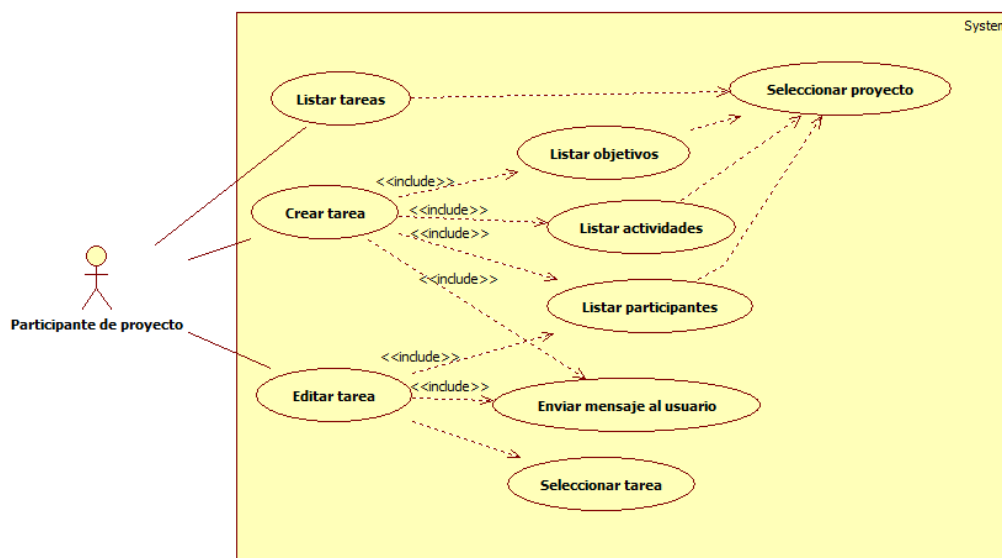 System
Listar tareas
Seleccionar proyecto
Listar objetivos
<<include>>
Crear tarea
<<include>>
Listar actividades
<<include>>
<<include>>
Listar participantes
Participante de proyecto
<<include>>
Editar tarea
<<include>>
Enviar mensaje al usuario
Seleccionar tarea